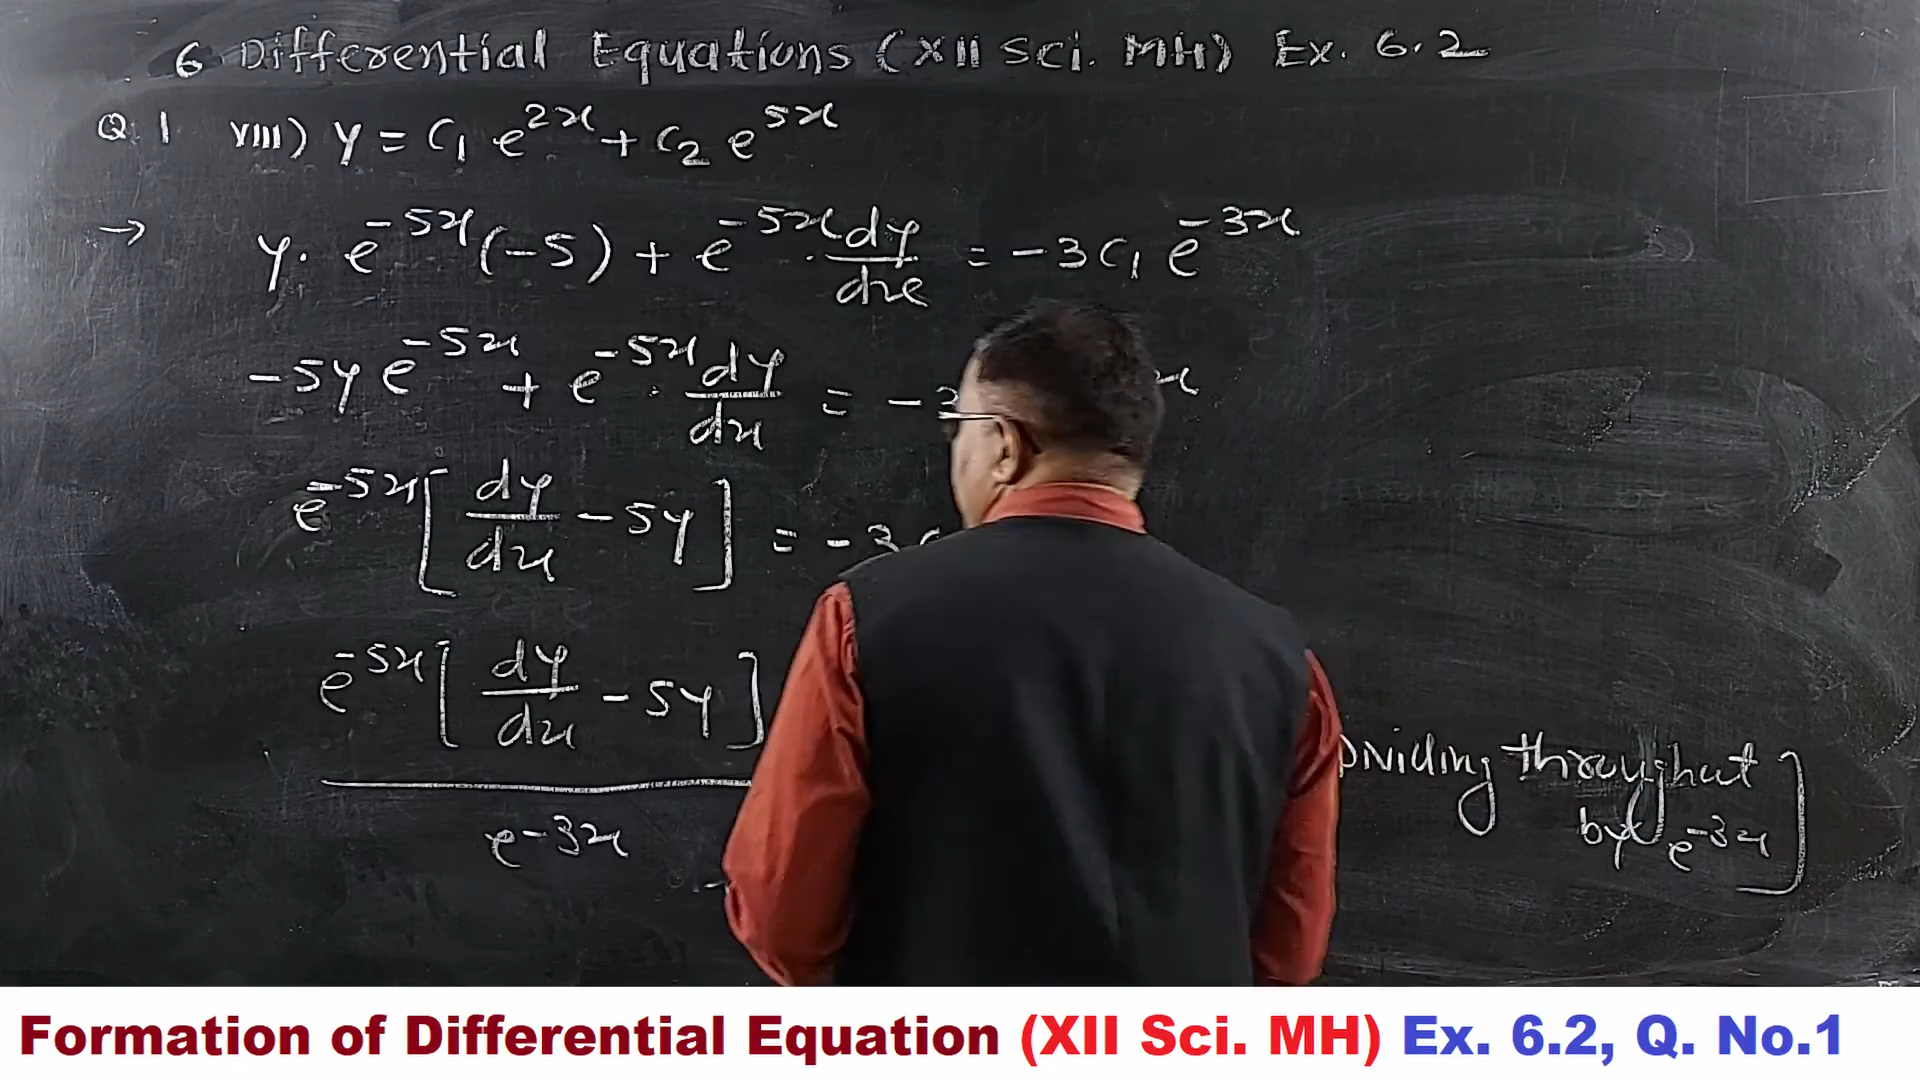 6 Differential Equations (XII Sci. MH) Ex. 6.2
Q. 1 VIII) y = C₁ e^{2x} + C₂ e^{5x}
→ y · e^{-5x} (-5) + e^{-5x} · dy/dx = -3 C₁ e^{-3x}
-5y e^{-5x} + e^{-5x} · dy/dx = -3 x
e^{-5x} [ dy/dx - 5y ] = -3
e^{-5x} [ dy/dx - 5y ]
e^{-3x}
Dividing throughout
by e^{-3x} ]
Formation of Differential Equation (XII Sci. MH) Ex. 6.2, Q. No.1